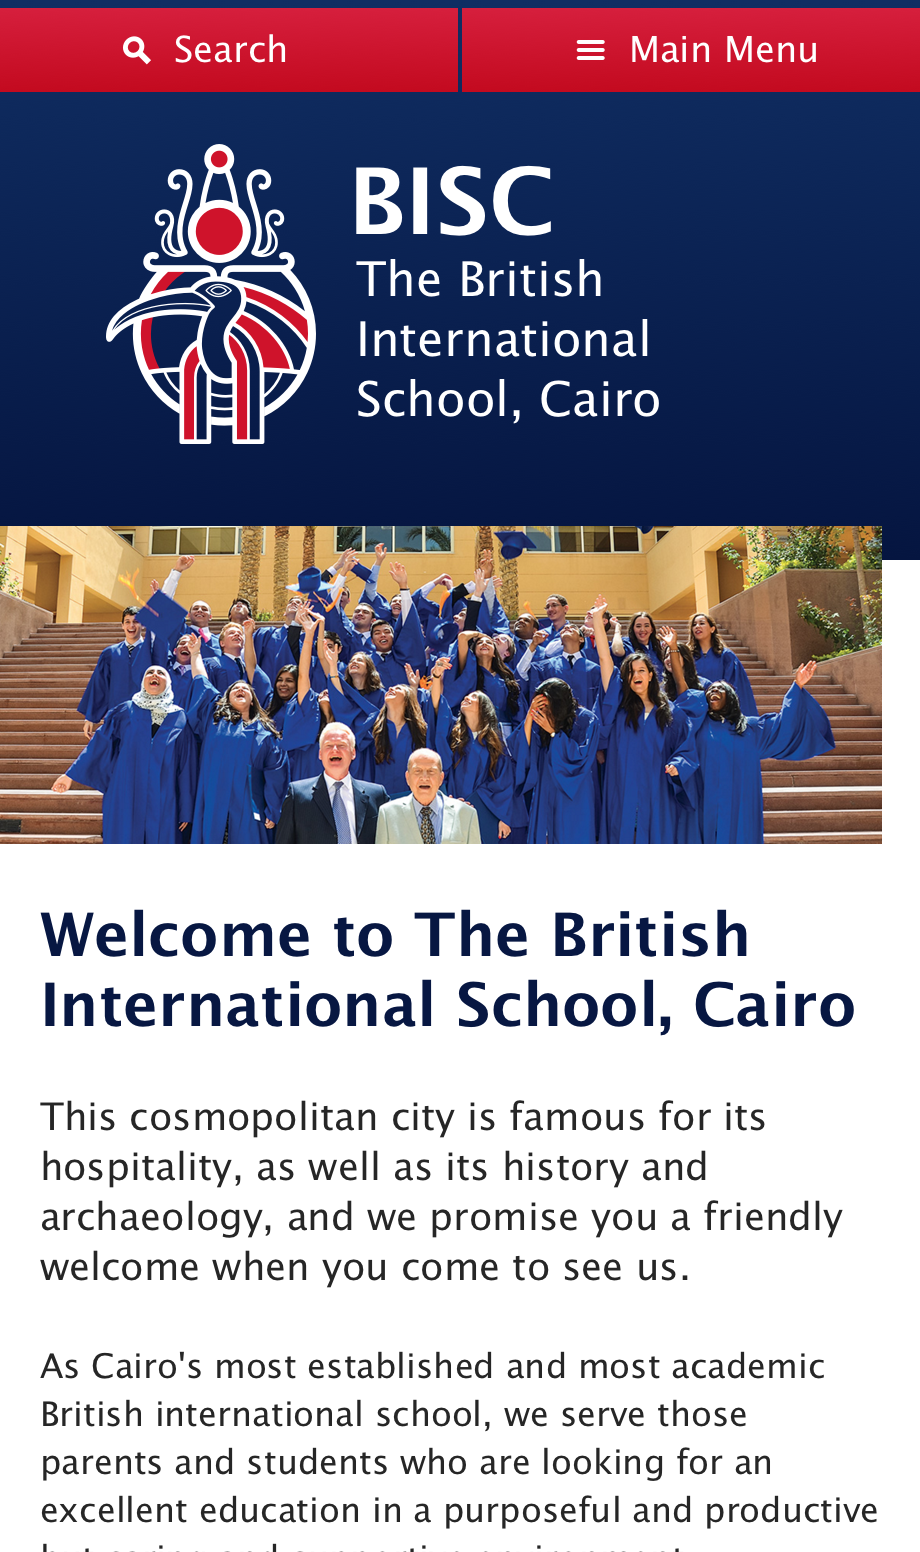 Search
Main Menu
BISC
The British
International
School, Cairo
Welcome to The British
International School, Cairo
This cosmopolitan city is famous for its
hospitality, as well as its history and
archaeology, and we promise you a friendly
welcome when you come to see us.
As Cairo's most established and most academic
British international school, we serve those
parents and students who are looking for an
excellent education in a purposeful and productive